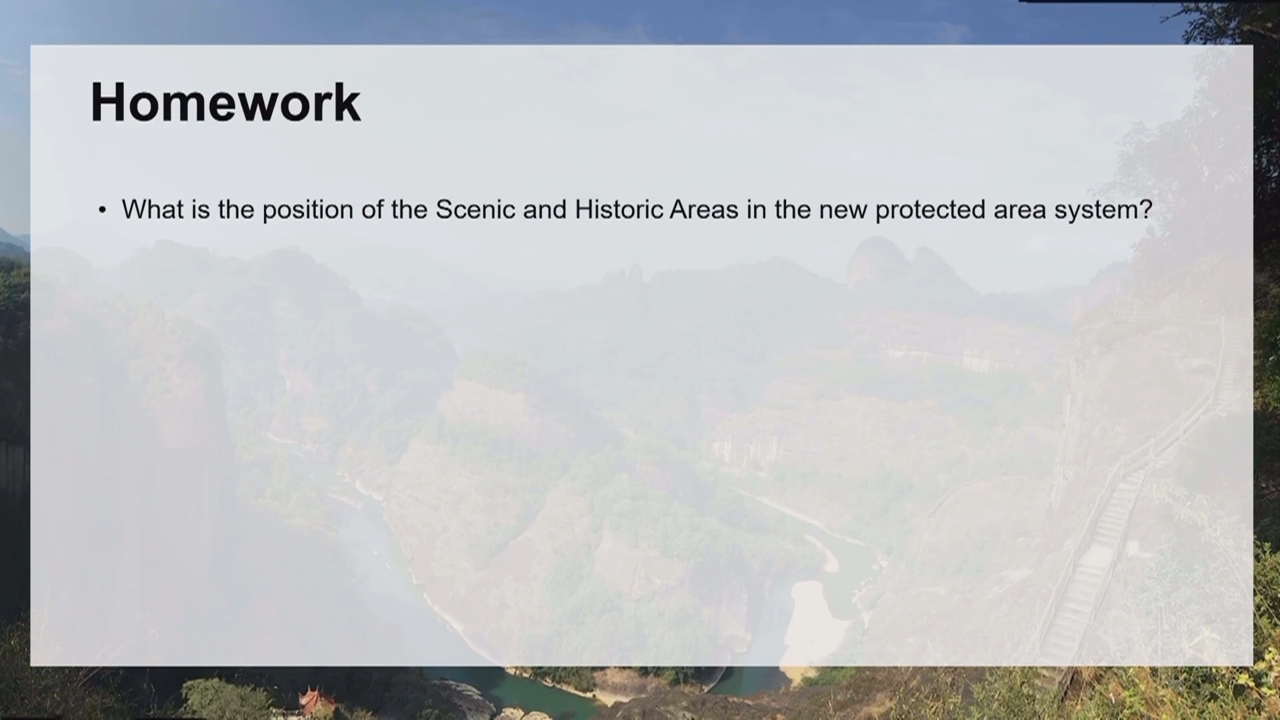 Homework
• What is the position of the Scenic and Historic Areas in the new protected area system?